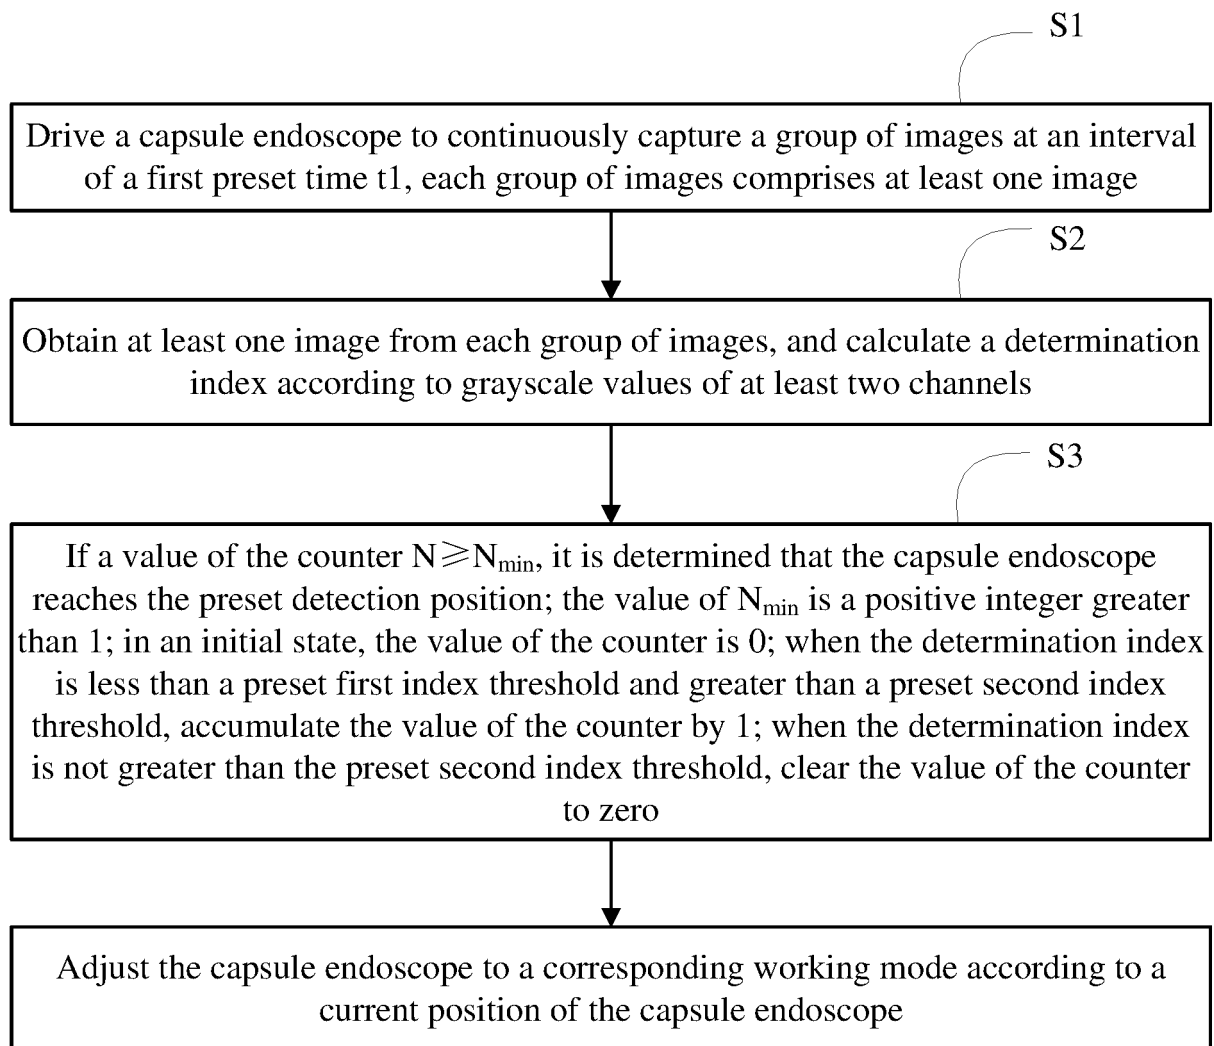 S1
Drive a capsule endoscope to continuously capture a group of images at an interval
of a first preset time t1, each group of images comprises at least one image
S2
Obtain at least one image from each group of images, and calculate a determination
index according to grayscale values of at least two channels
S3
If a value of the counter N≥Nmin, it is determined that the capsule endoscope
reaches the preset detection position; the value of Nmin is a positive integer greater
than 1; in an initial state, the value of the counter is 0; when the determination index
is less than a preset first index threshold and greater than a preset second index
threshold, accumulate the value of the counter by 1; when the determination index
is not greater than the preset second index threshold, clear the value of the counter
to zero
Adjust the capsule endoscope to a corresponding working mode according to a
current position of the capsule endoscope